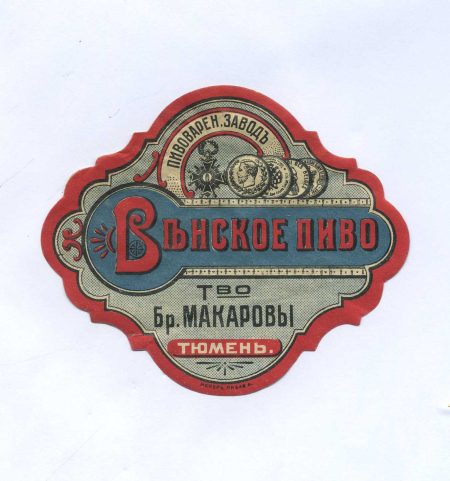 ПИВОВАРЕН. ЗАВОДЪ
ВѢНСКОЕ ПИВО
ТВО
Бр. МАКАРОВЫ
ТЮМЕНЬ.